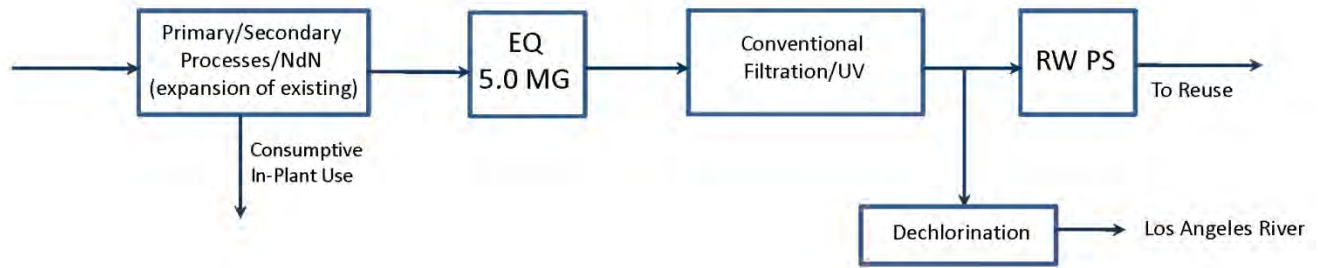 Primary/Secondary
Processes/NdN
(expansion of existing)
EQ
5.0 MG
Conventional
Filtration/UV
RW PS
To Reuse
Consumptive
In-Plant Use
Dechlorination
Los Angeles River